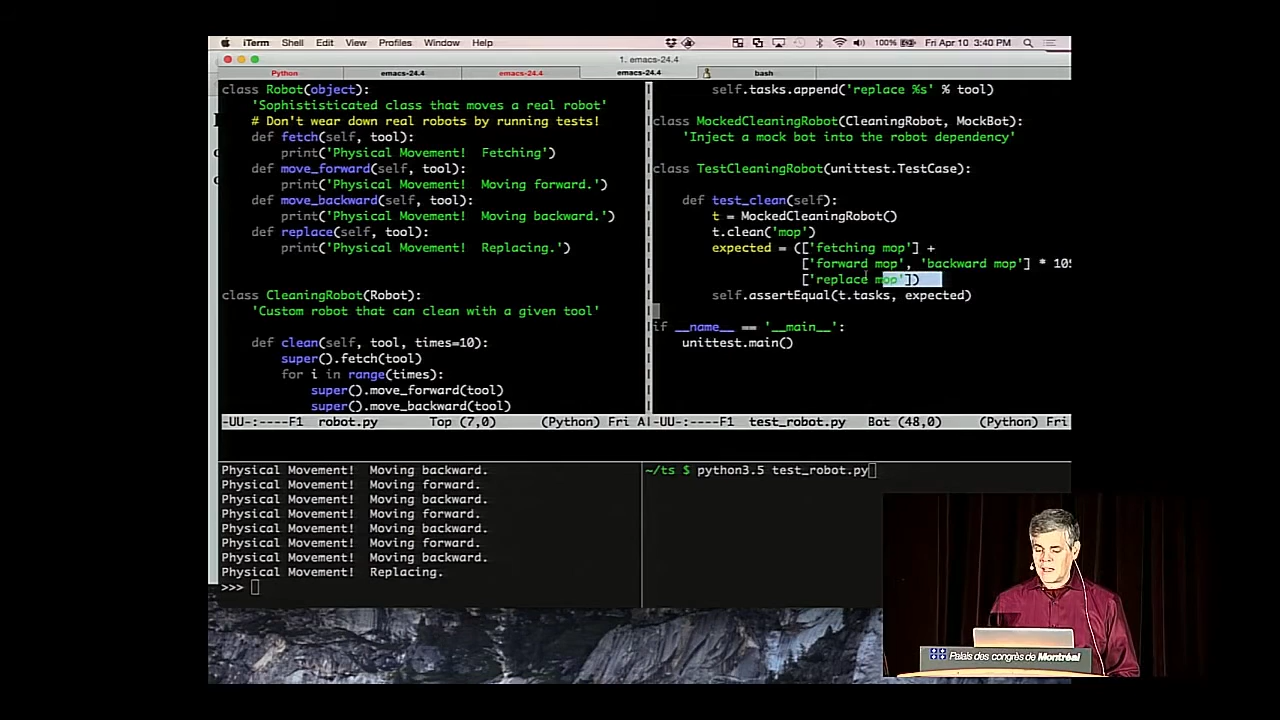 iTerm Shell Edit View Profiles Window Help 100% Fri Apr 10 3:40 PM
1. emacs-24.4
Python emacs-24.4 emacs-24.4 emacs-24.4 bash
class Robot(object):
'Sophististicated class that moves a real robot'
# Don't wear down real robots by running tests!
def fetch(self, tool):
print('Physical Movement! Fetching')
def move_forward(self, tool):
print('Physical Movement! Moving forward.')
def move_backward(self, tool):
print('Physical Movement! Moving backward.')
def replace(self, tool):
print('Physical Movement! Replacing.')
class CleaningRobot(Robot):
'Custom robot that can clean with a given tool'
def clean(self, tool, times=10):
super().fetch(tool)
for i in range(times):
super().move_forward(tool)
super().move_backward(tool)
-UU-:----F1 robot.py Top (7,0) (Python) Fri A
self.tasks.append('replace %s' % tool)
class MockedCleaningRobot(CleaningRobot, MockBot):
'Inject a mock bot into the robot dependency'
class TestCleaningRobot(unittest.TestCase):
def test_clean(self):
t = MockedCleaningRobot()
t.clean('mop')
expected = (['fetching mop'] +
['forward mop', 'backward mop'] * 10
['replace mop'])
self.assertEqual(t.tasks, expected)
if __name__ == '__main__':
unittest.main()
-UU-:----F1 test_robot.py Bot (48,0) (Python) Fri
Physical Movement! Moving backward.
Physical Movement! Moving forward.
Physical Movement! Moving backward.
Physical Movement! Moving forward.
Physical Movement! Moving backward.
Physical Movement! Moving forward.
Physical Movement! Moving backward.
Physical Movement! Replacing.
>>>
~/ts $ python3.5 test_robot.py
Palais des congrès de Montréal